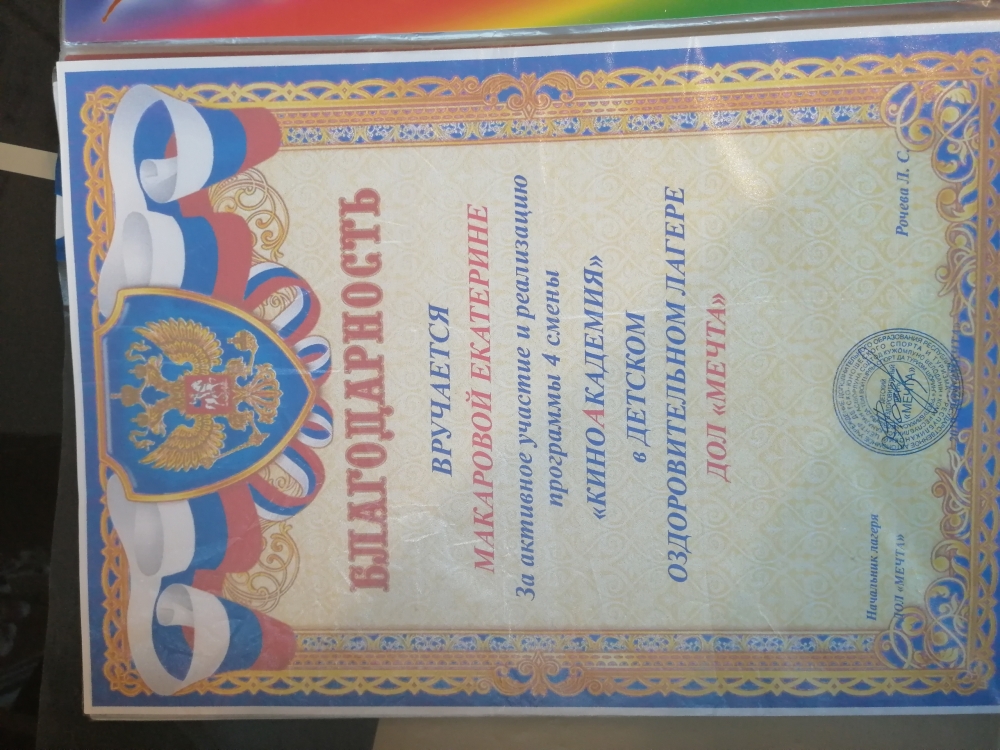 БЛАГОДАРНОСТЬ
ВРУЧАЕТСЯ
МАКАРОВОЙ ЕКАТЕРИНЕ
За активное участие и реализацию
программы 4 смены
«КИНОАКАДЕМИЯ»
в ДЕТСКОМ
ОЗДОРОВИТЕЛЬНОМ ЛАГЕРЕ
ДОЛ «МЕЧТА»
Начальник лагеря
ДОЛ «МЕЧТА»
Рочева Л. С.